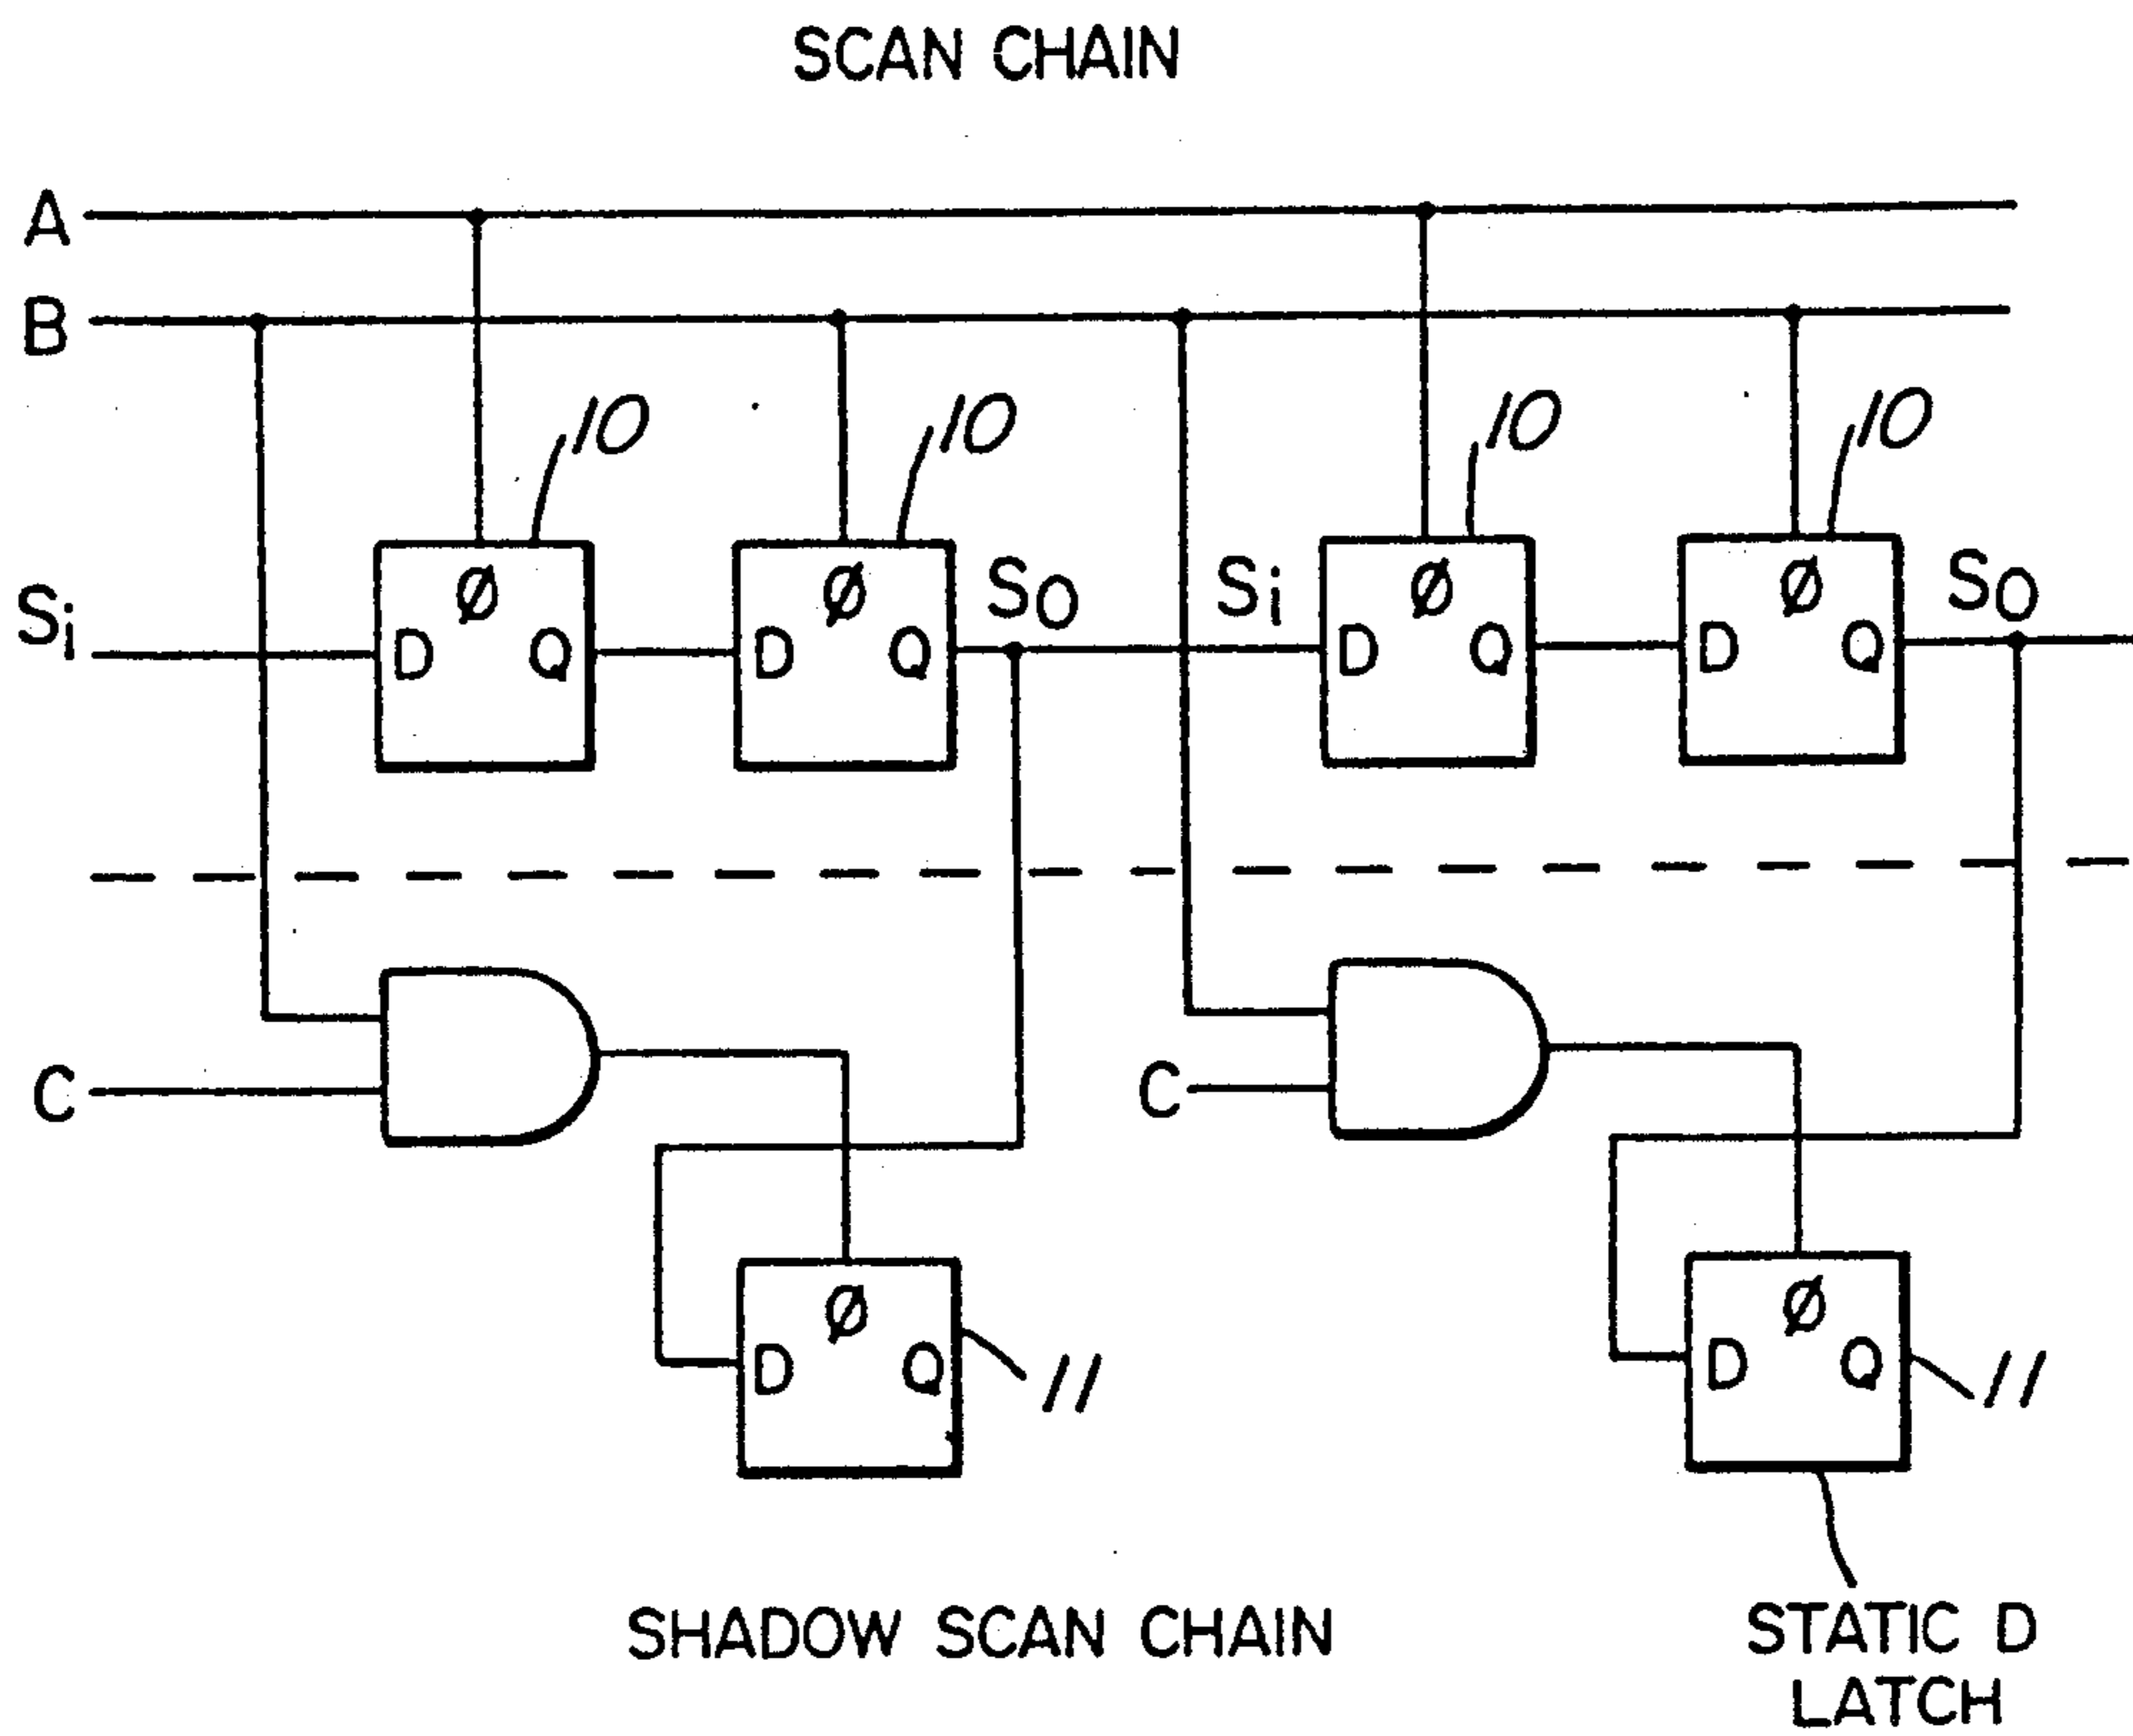 SCAN CHAIN
A
B
10 10 10 10
Si Ø D Q Ø D Q So Si Ø D Q Ø D Q So
C C
Ø D Q 11 Ø D Q 11
SHADOW SCAN CHAIN
STATIC D
LATCH